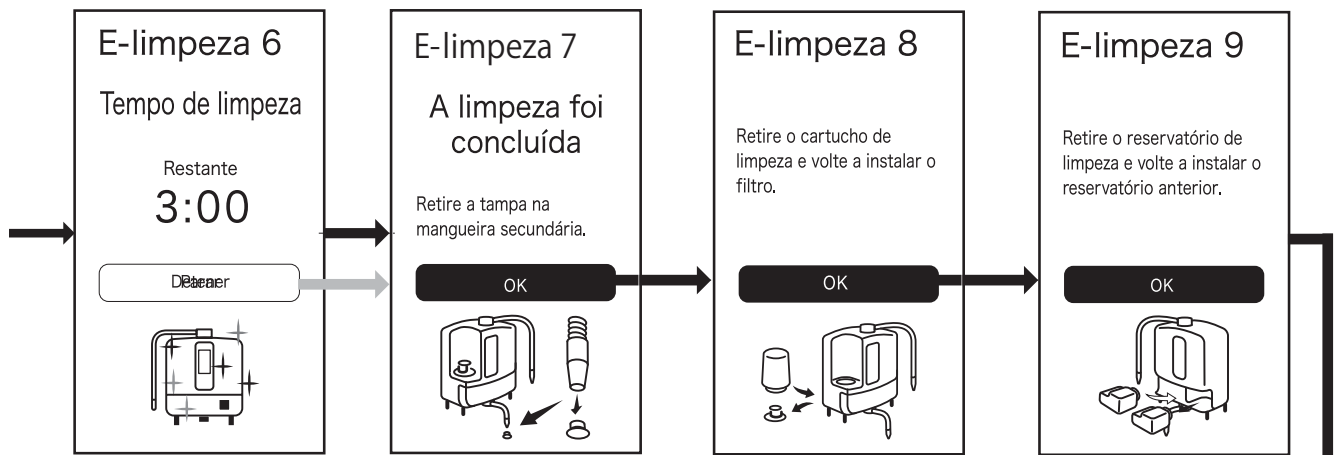 E-limpeza 6
Tempo de limpeza
Restante
3:00
E-limpeza 7
A limpeza foi
concluída
Retire a tampa na
mangueira secundária.
OK
E-limpeza 8
Retire o cartucho de
limpeza e volte a instalar o
filtro.
OK
E-limpeza 9
Retire o reservatório de
limpeza e volte a instalar o
reservatório anterior.
OK